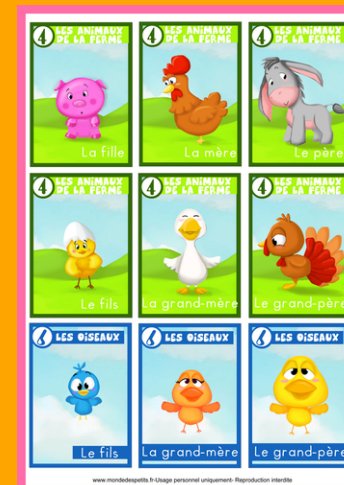 4 LES ANIMAUX DE LA FERME
La fille
4 LES ANIMAUX DE LA FERME
La mère
4 LES ANIMAUX DE LA FERME
Le père
4 LES ANIMAUX DE LA FERME
Le fils
4 LES ANIMAUX DE LA FERME
La grand-mère
4 LES ANIMAUX DE LA FERME
Le grand-père
6 LES OISEAUX
Le fils
6 LES OISEAUX
La grand-mère
6 LES OISEAUX
Le grand-père
www.mondedespetits.fr-Usage personnel uniquement- Reproduction interdite